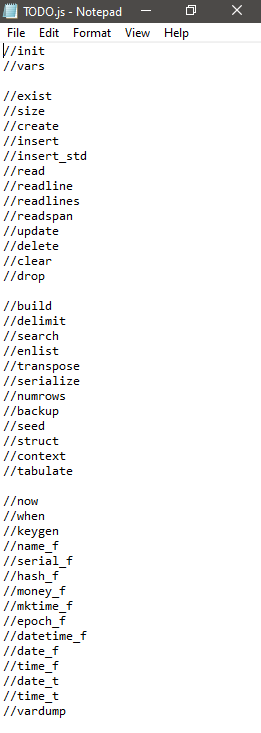 TODO.js - Notepad
File Edit Format View Help
//init
//vars
//exist
//size
//create
//insert
//insert_std
//read
//readline
//readlines
//readspan
//update
//delete
//clear
//drop
//build
//delimit
//search
//enlist
//transpose
//serialize
//numrows
//backup
//seed
//struct
//context
//tabulate
//now
//when
//keygen
//name_f
//serial_f
//hash_f
//money_f
//mktime_f
//epoch_f
//datetime_f
//date_f
//time_f
//date_t
//time_t
//vardump